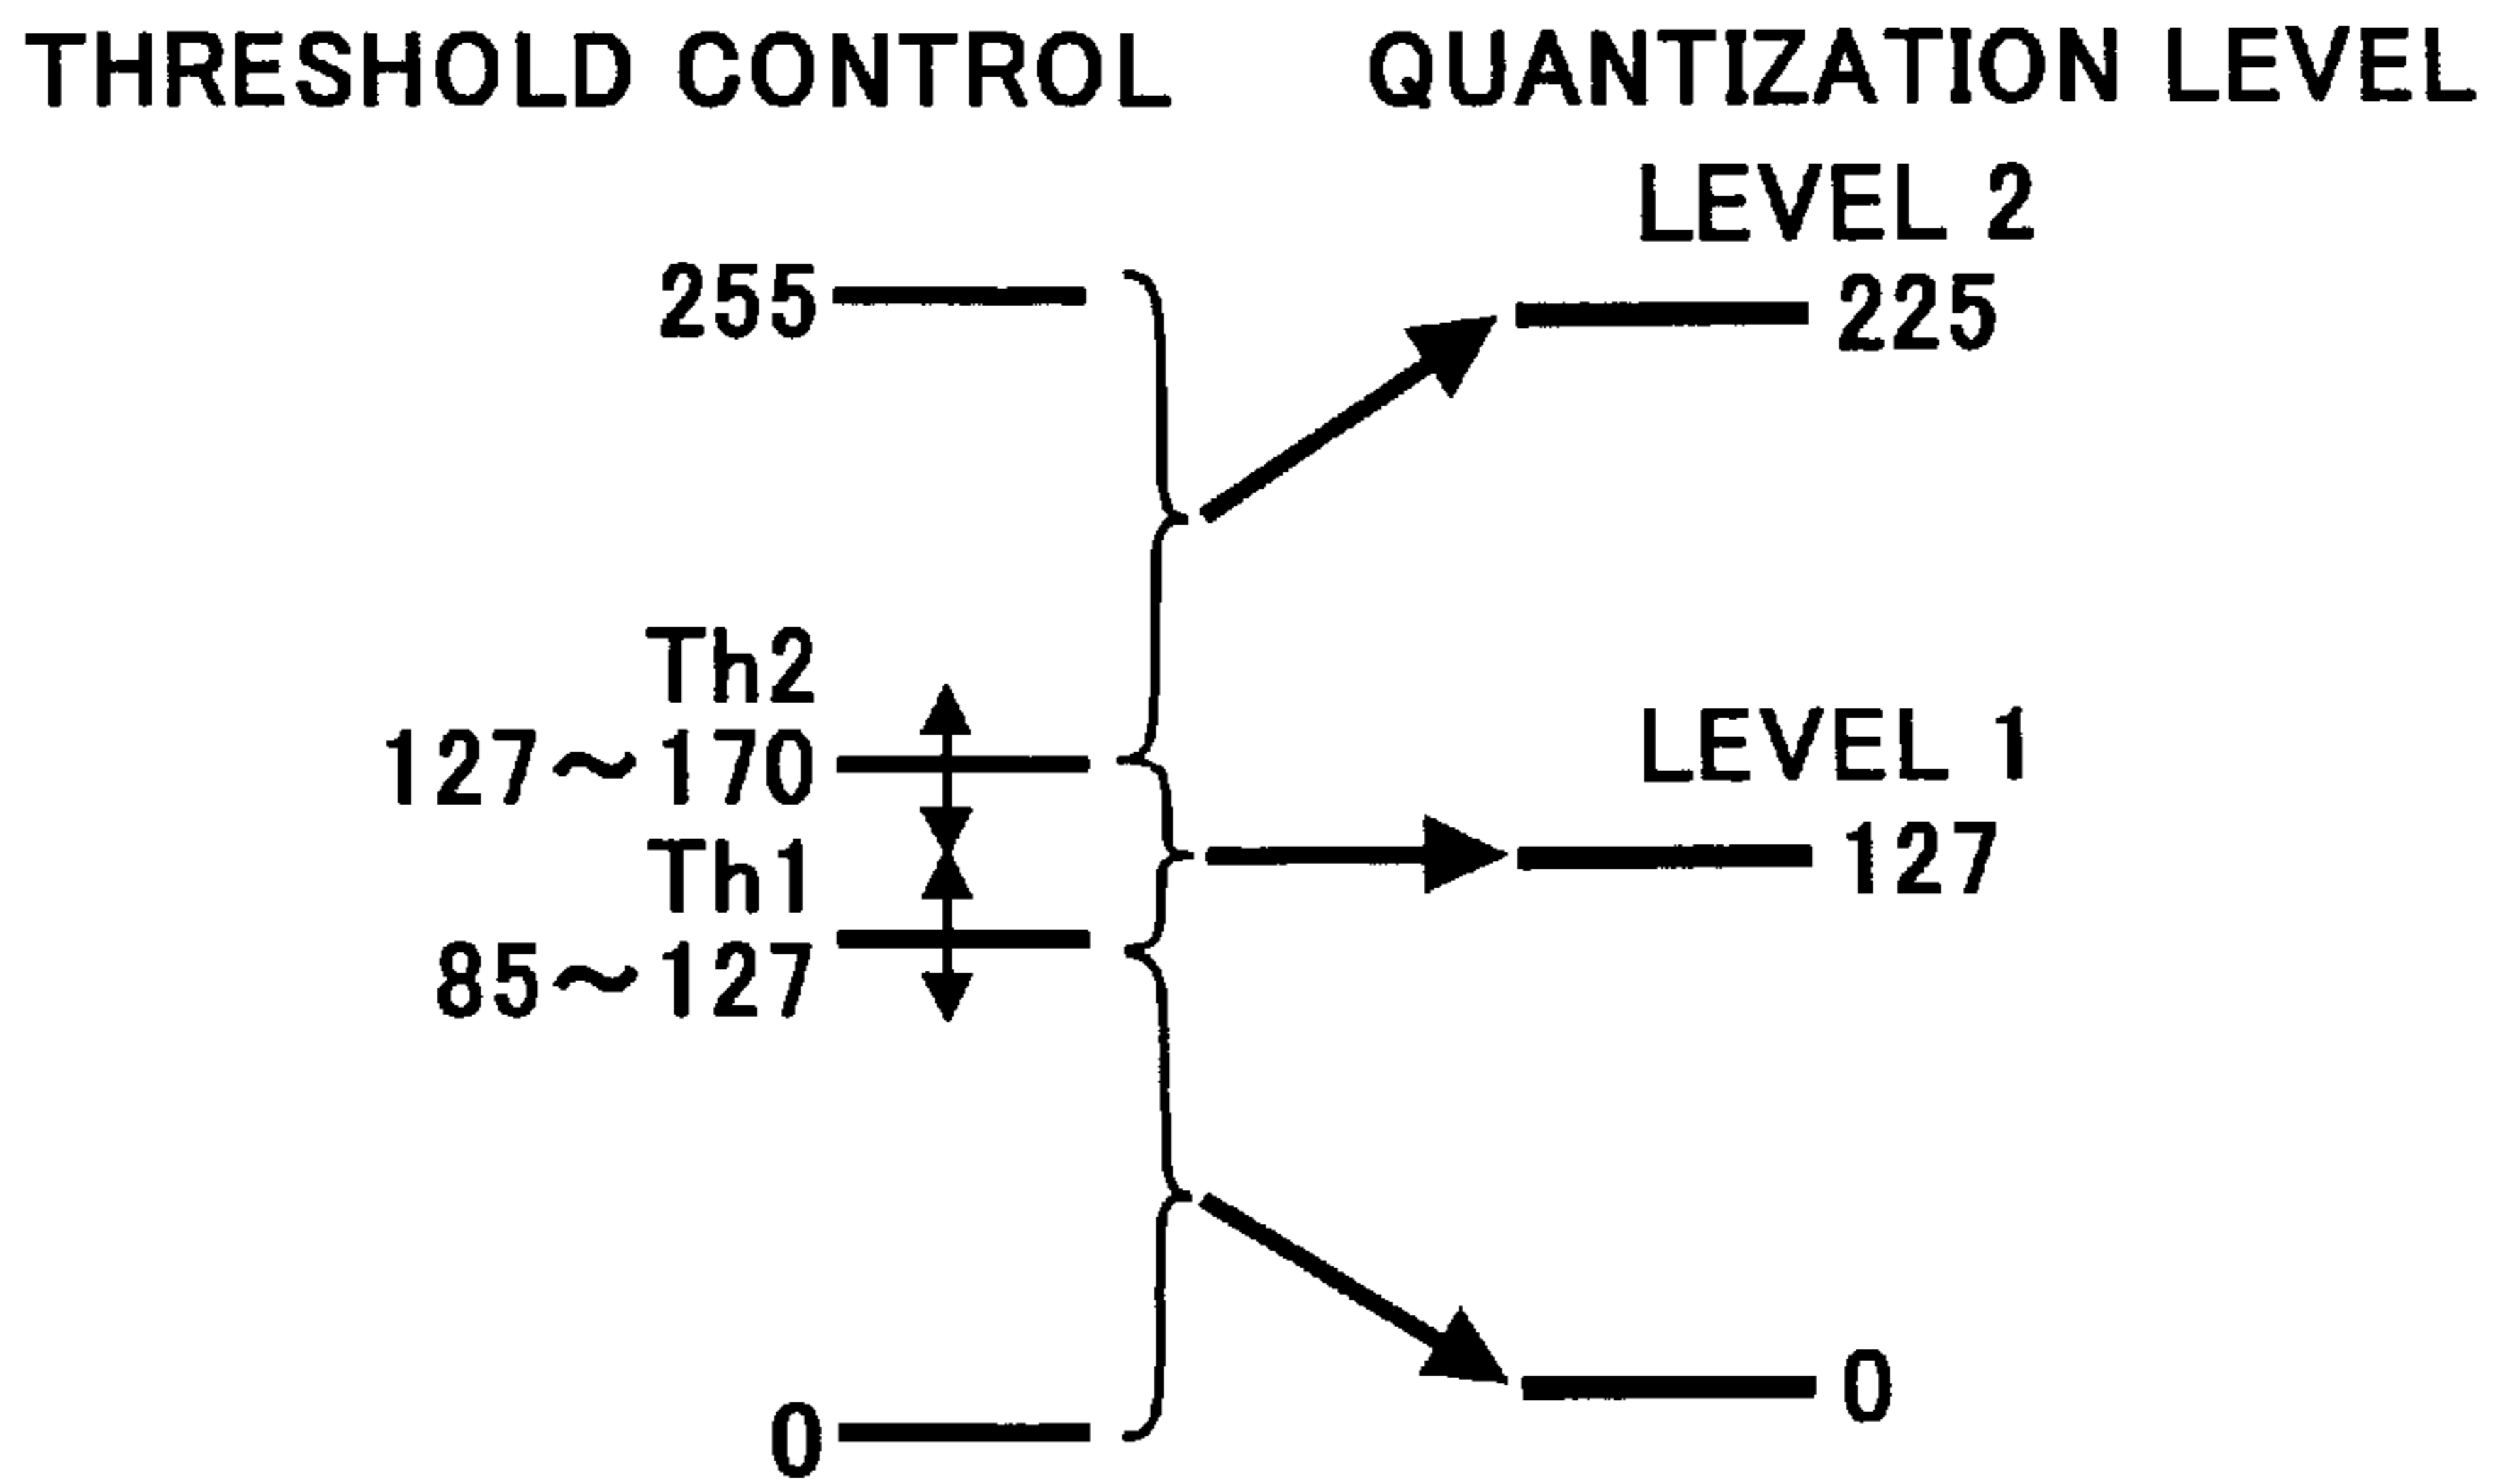 THRESHOLD CONTROL QUANTIZATION LEVEL
LEVEL 2
255
225
Th2
127～170
LEVEL 1
Th1
127
85～127
0
0